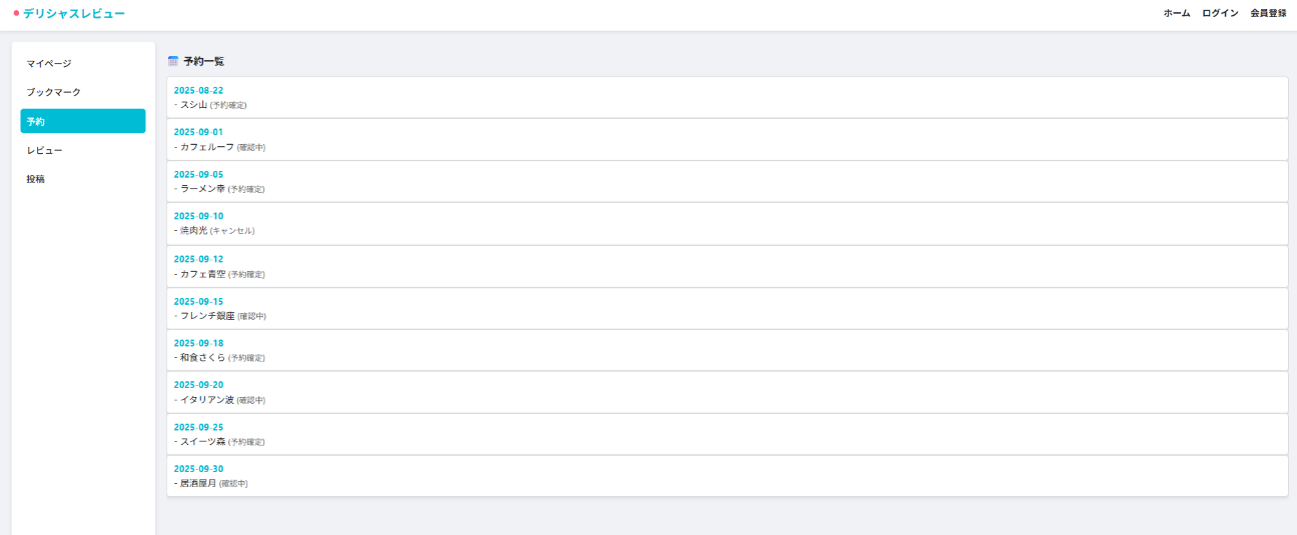 デリシャスレビュー
ホーム ログイン 会員登録
マイページ
ブックマーク
予約
レビュー
投稿
予約一覧
2025-08-22
- スシ山 (予約確定)
2025-09-01
- カフェルーフ (確認中)
2025-09-05
- ラーメン幸 (予約確定)
2025-09-10
- 焼肉光 (キャンセル)
2025-09-12
- カフェ青空 (予約確定)
2025-09-15
- フレンチ銀座 (確認中)
2025-09-18
- 和食さくら (予約確定)
2025-09-20
- イタリアン波 (確認中)
2025-09-25
- スイーツ森 (予約確定)
2025-09-30
- 居酒屋月 (確認中)